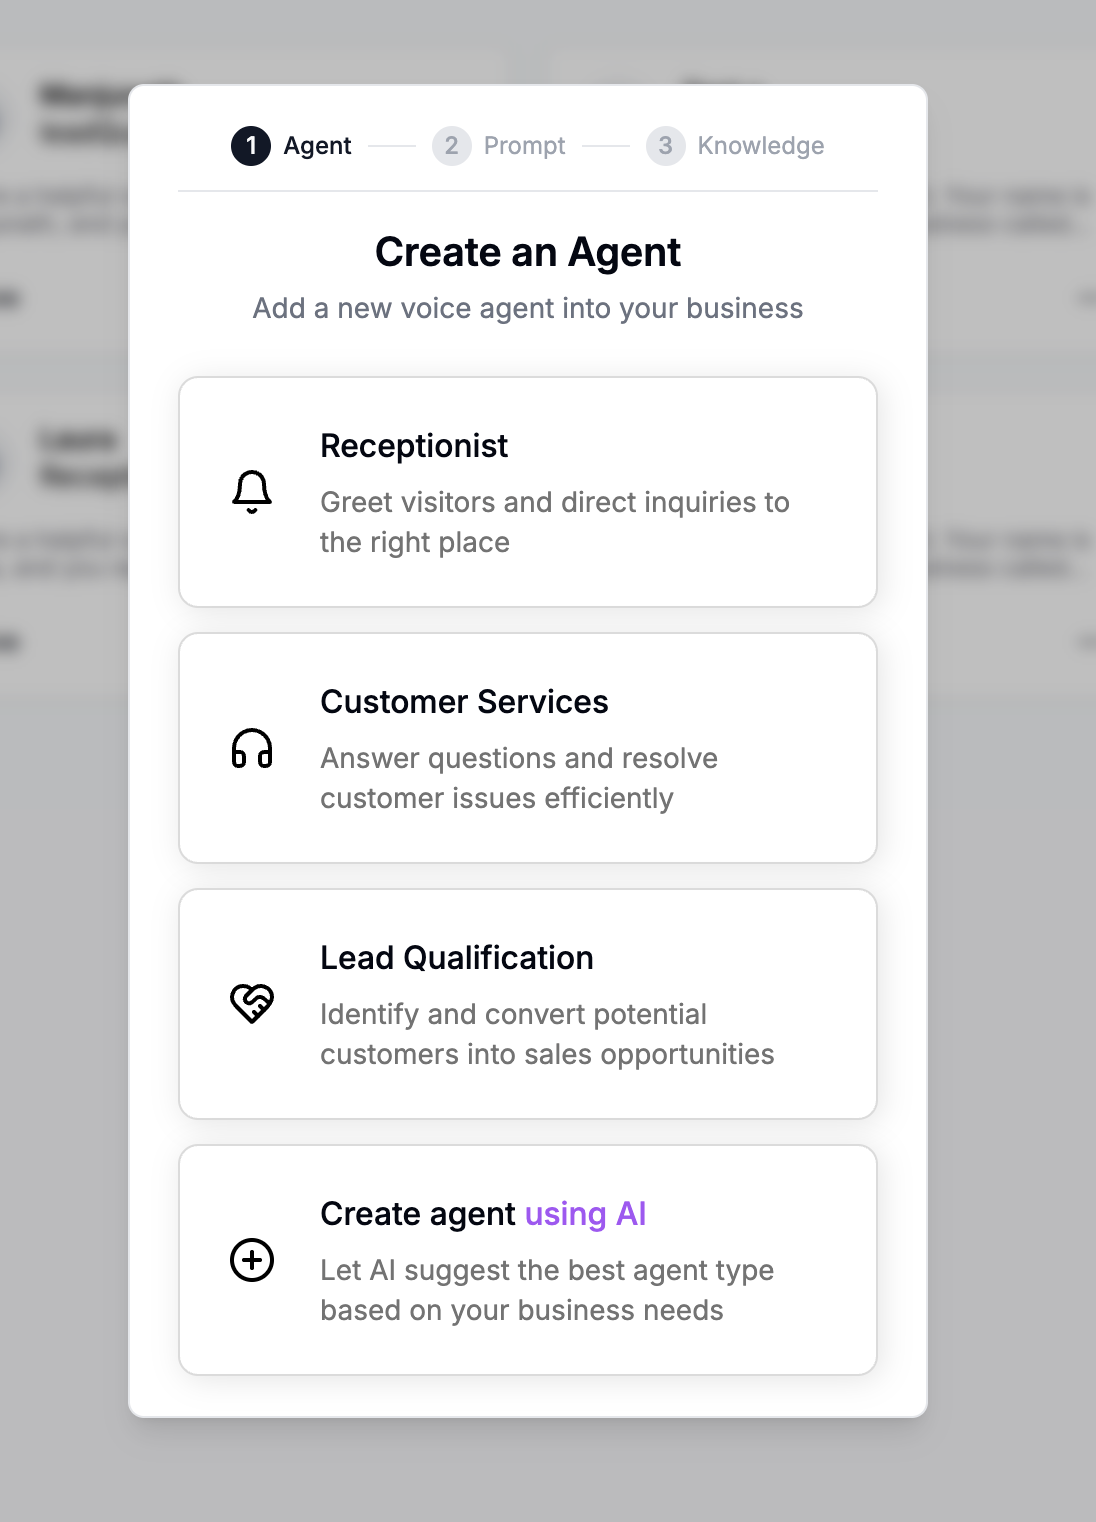 1 Agent 2 Prompt 3 Knowledge
Create an Agent
Add a new voice agent into your business
Receptionist
Greet visitors and direct inquiries to
the right place
Customer Services
Answer questions and resolve
customer issues efficiently
Lead Qualification
Identify and convert potential
customers into sales opportunities
Create agent using AI
Let AI suggest the best agent type
based on your business needs